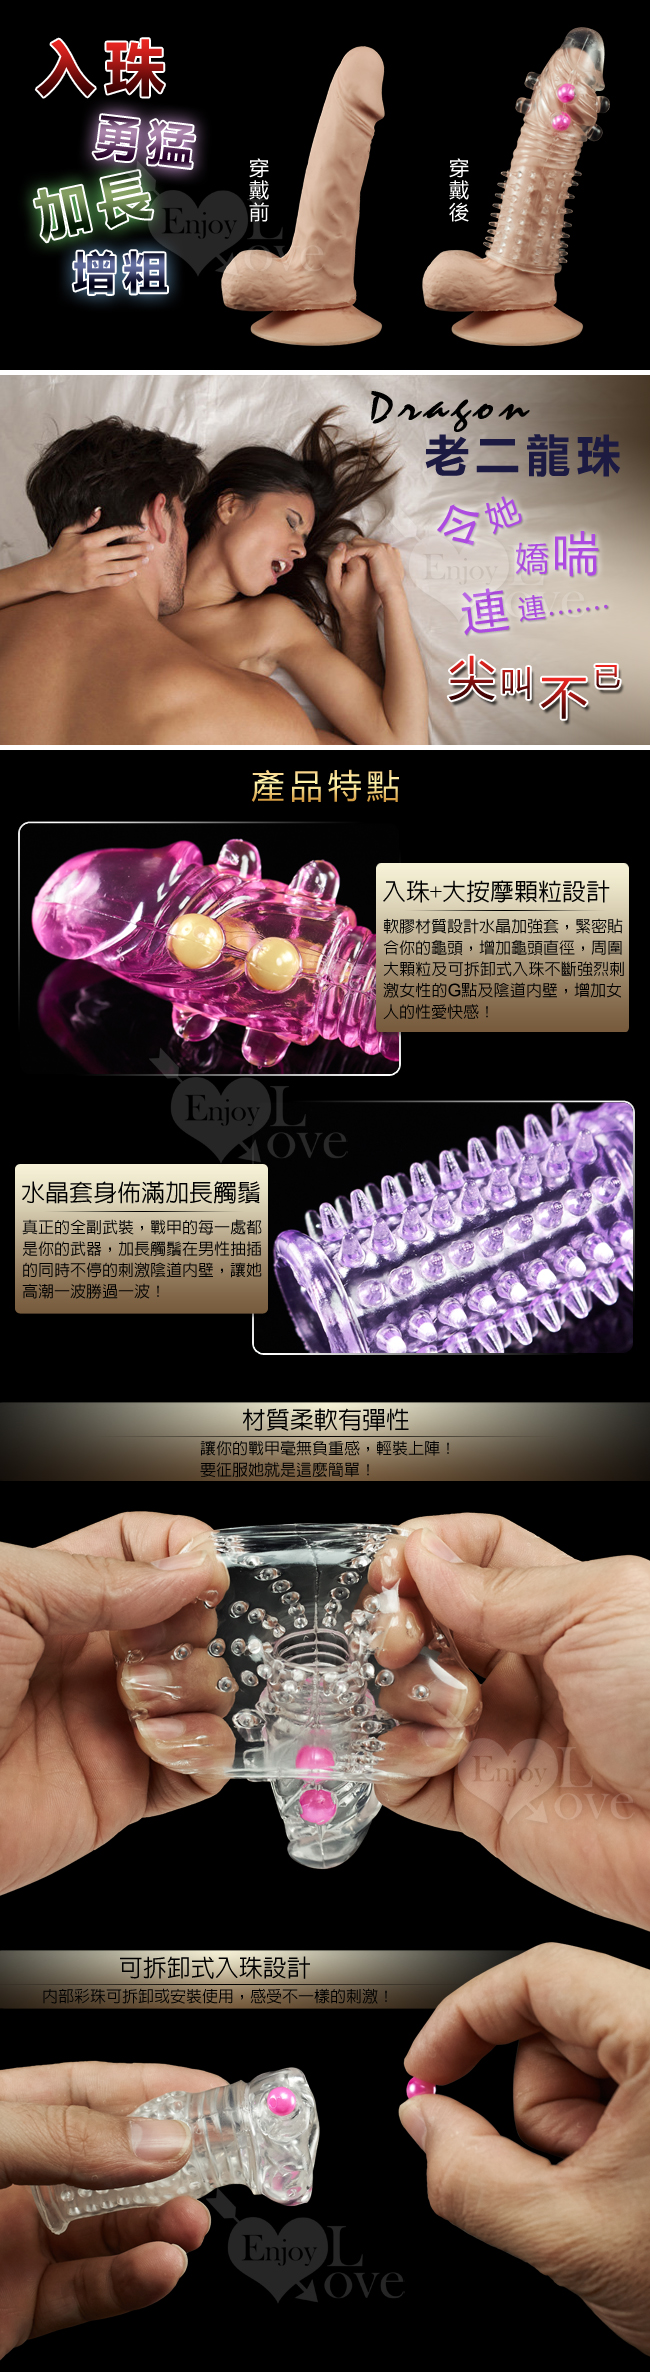 入珠
勇猛
加長
增粗
穿戴前
穿戴後
Enjoy Love
Dragon
老二龍珠
令她
嬌喘
連連.......
尖叫不已
Enjoy Love
產品特點
入珠+大按摩顆粒設計
軟膠材質設計水晶加強套，緊密貼
合你的龜頭，增加龜頭直徑，周圍
大顆粒及可拆卸式入珠不斷強烈刺
激女性的G點及陰道內壁，增加女
人的性愛快感！
Enjoy Love
水晶套身佈滿加長觸鬚
真正的全副武裝，戰甲的每一處都
是你的武器，加長觸鬚在男性抽插
的同時不停的刺激陰道內壁，讓她
高潮一波勝過一波！
材質柔軟有彈性
讓你的戰甲毫無負重感，輕裝上陣！
要征服她就是這麼簡單！
Enjoy Love
可拆卸式入珠設計
內部彩珠可拆卸或安裝使用，感受不一樣的刺激！
Enjoy Love